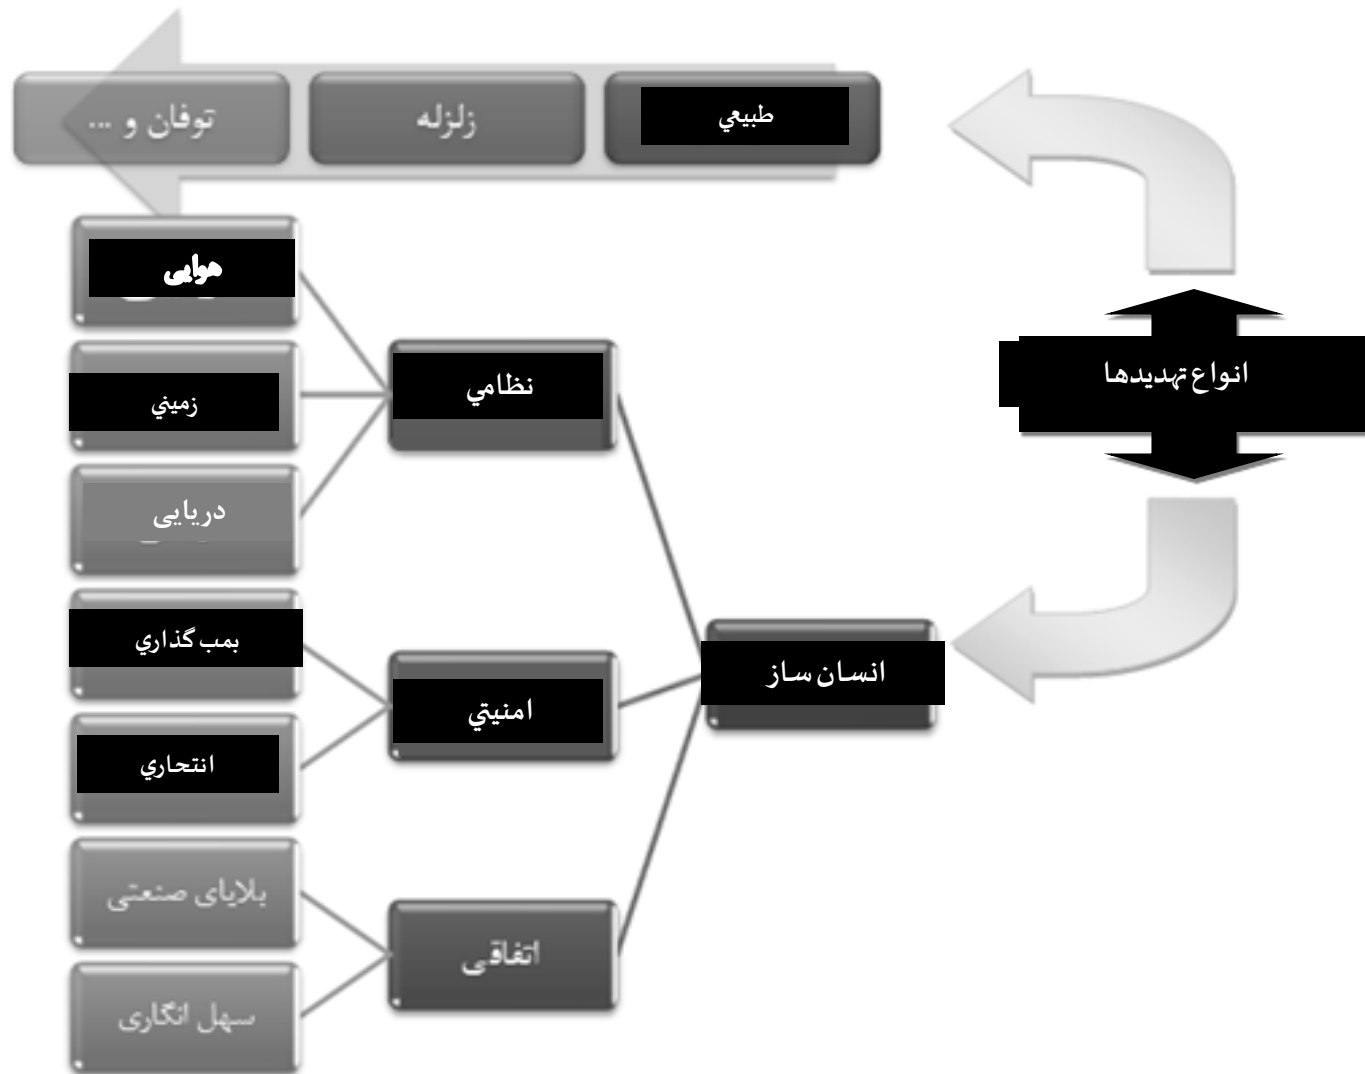 طبيعي
زلزله
توفان و ...
انواع تهديدها
هوایی
نظامي
زميني
دریایی
بمب گذاري
انسان ساز
امنيتي
انتحاري
بلایای صنعتی
اتفاقی
سهل انگاری